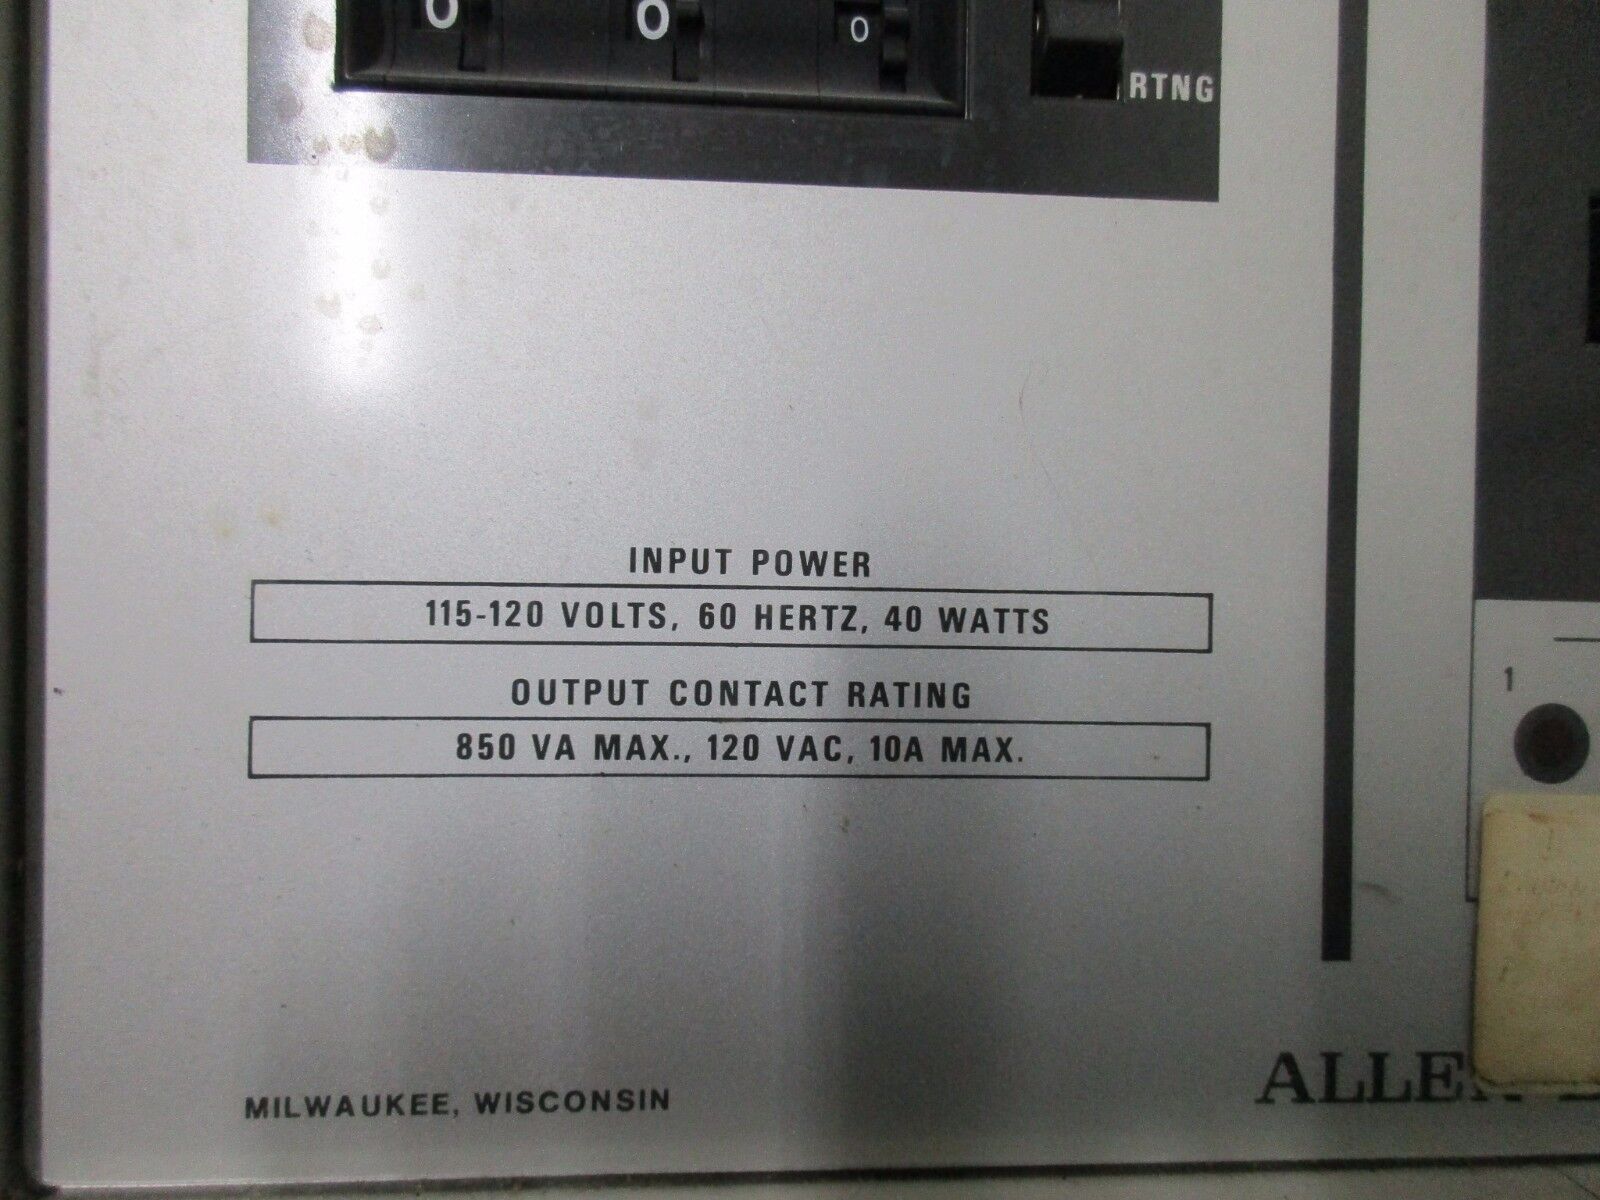 0 0 0
RTNG
INPUT POWER
115-120 VOLTS, 60 HERTZ, 40 WATTS
OUTPUT CONTACT RATING
850 VA MAX., 120 VAC, 10A MAX.
1
MILWAUKEE, WISCONSIN
ALLEN